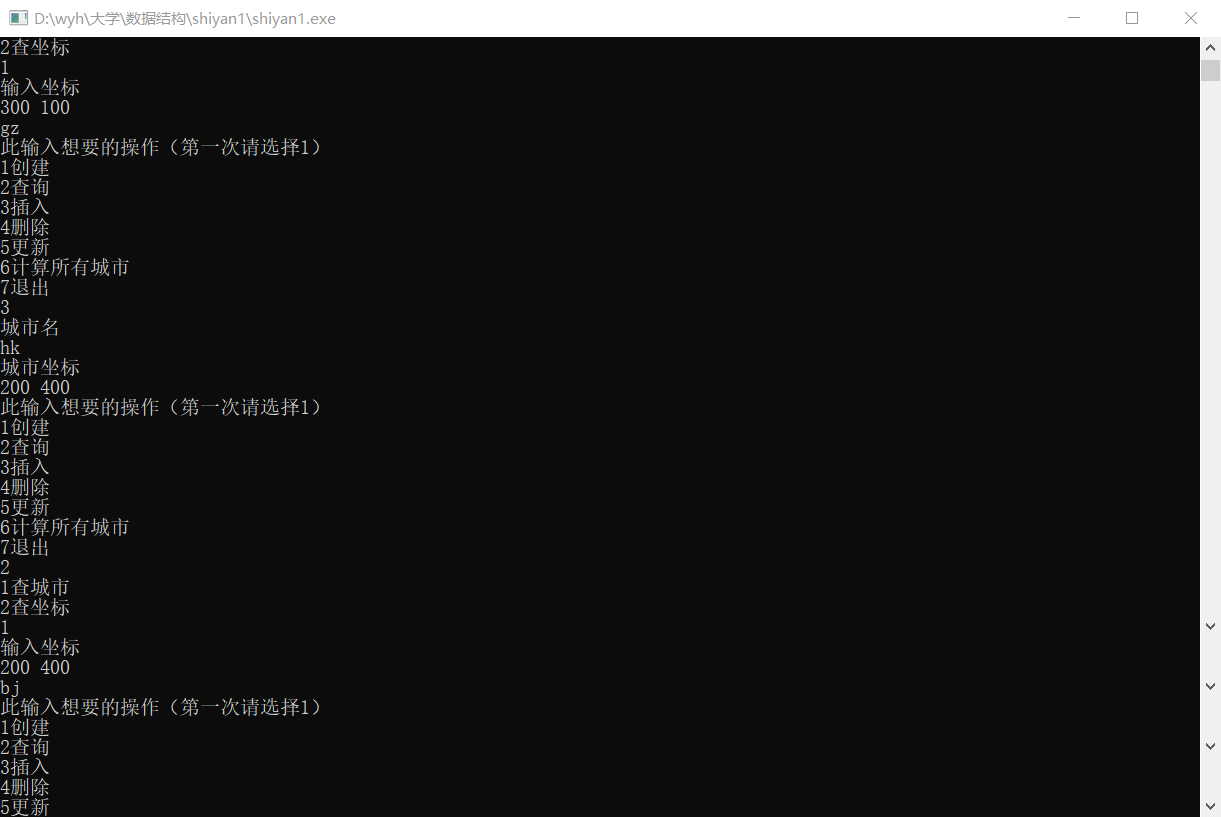 D:\wyh\大学\数据结构\shiyan1\shiyan1.exe
2查坐标
1
输入坐标
300 100
gz
此输入想要的操作（第一次请选择1）
1创建
2查询
3插入
4删除
5更新
6计算所有城市
7退出
3
城市名
hk
城市坐标
200 400
此输入想要的操作（第一次请选择1）
1创建
2查询
3插入
4删除
5更新
6计算所有城市
7退出
2
1查城市
2查坐标
1
输入坐标
200 400
bj
此输入想要的操作（第一次请选择1）
1创建
2查询
3插入
4删除
5更新